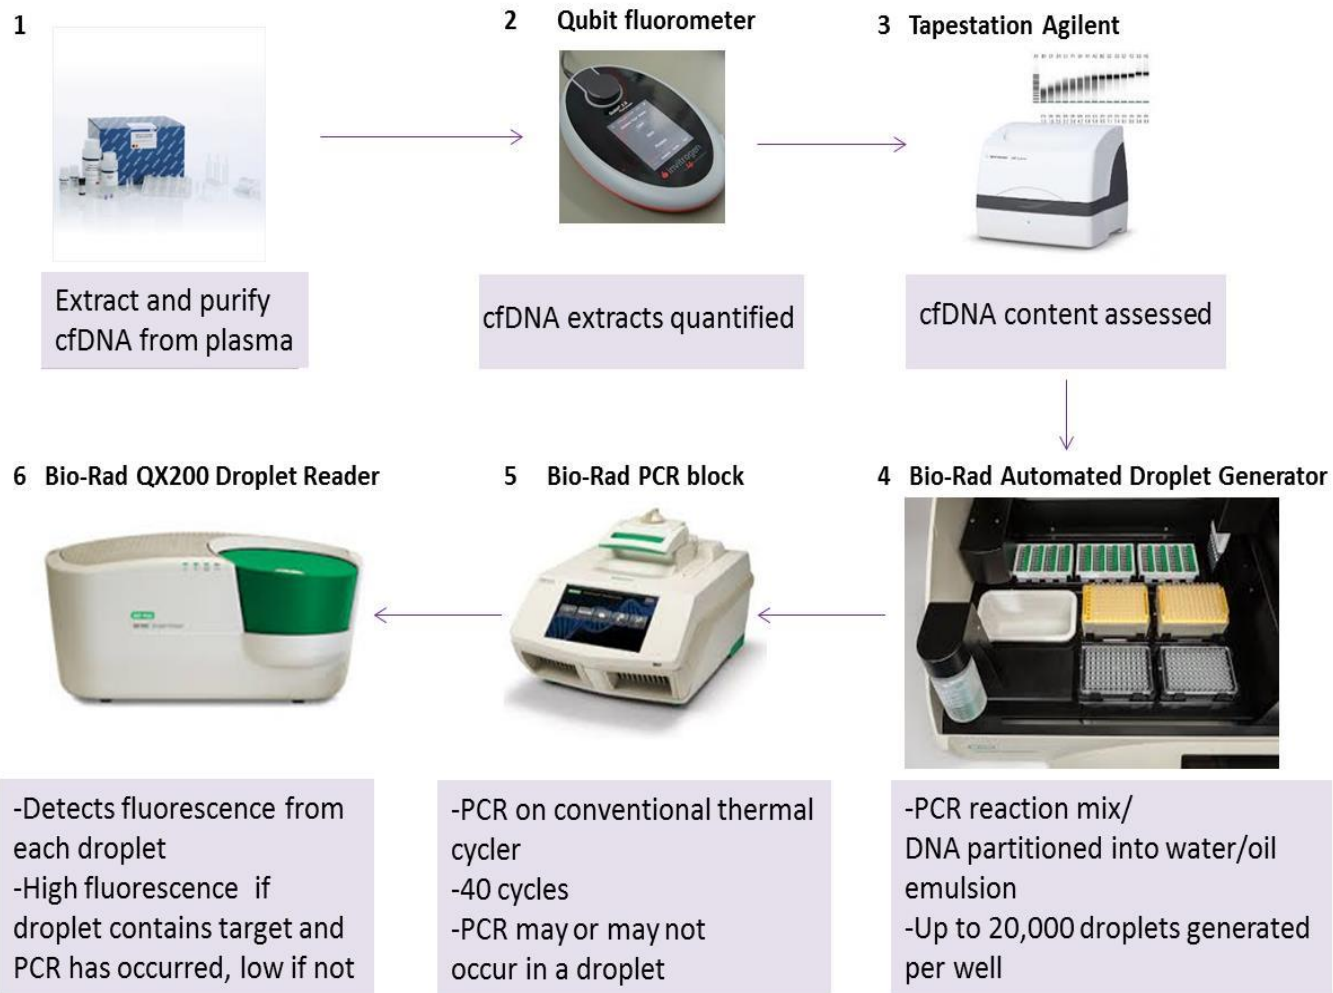 1
2 Qubit fluorometer
3 Tapestation Agilent
invitrogen
Extract and purify
cfDNA from plasma
cfDNA extracts quantified
cfDNA content assessed
6 Bio-Rad QX200 Droplet Reader
5 Bio-Rad PCR block
4 Bio-Rad Automated Droplet Generator
-Detects fluorescence from
each droplet
-High fluorescence if
droplet contains target and
PCR has occurred, low if not
-PCR on conventional thermal
cycler
-40 cycles
-PCR may or may not
occur in a droplet
-PCR reaction mix/
DNA partitioned into water/oil
emulsion
-Up to 20,000 droplets generated
per well